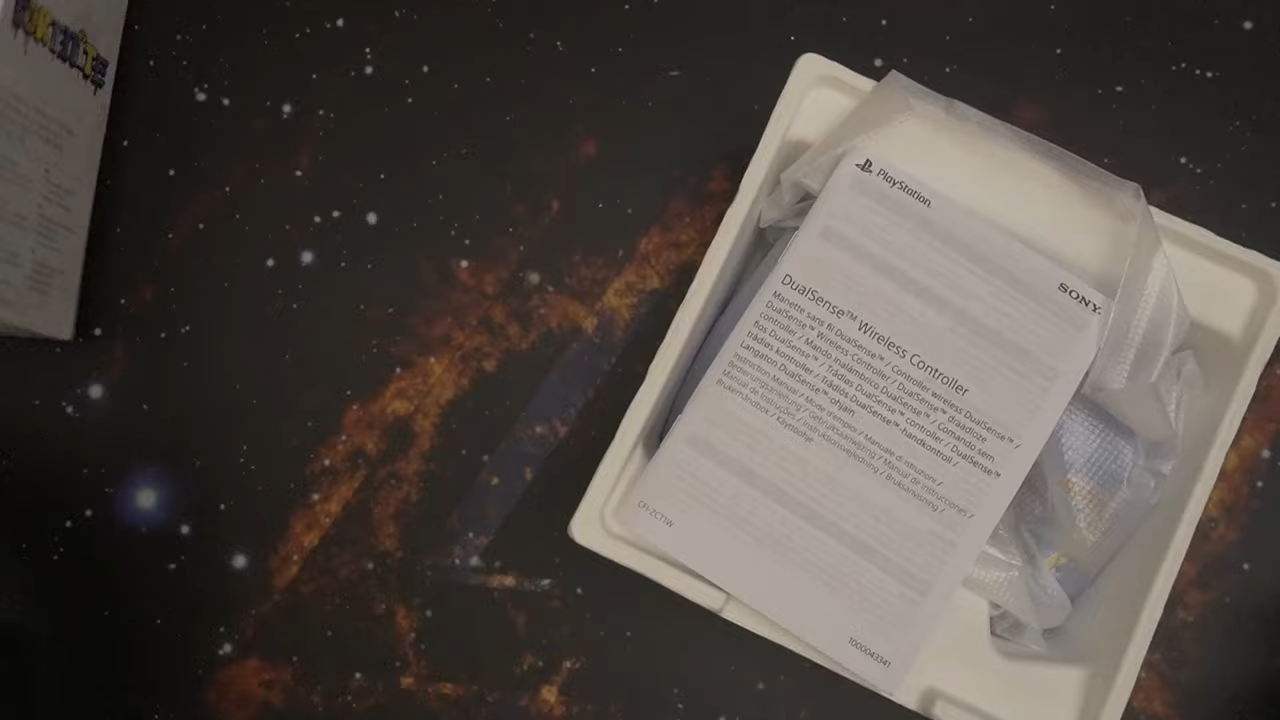 FORTNITE
PlayStation
SONY
DualSense™ Wireless Controller
Manette sans fil DualSense™ / Controller wireless DualSense™ /
DualSense™ Wireless-Controller / DualSense™ draadloze
controller / Mando inalámbrico DualSense™ / Comando sem
fios DualSense™ / Trådløs DualSense™ controller / DualSense™
trådløs kontroller / Trådlös DualSense™-handkontroll /
Langaton DualSense™-ohjain
Instruction Manual / Mode d'emploi / Manuale di istruzioni /
Bedienungsanleitung / Gebruiksaanwijzing / Manual de instrucciones /
Manual de Instruções / Instruktionsvejledning / Bruksanvisning /
Brukerhåndbok / Käyttöohje
CFI-ZCT1W
1000043341